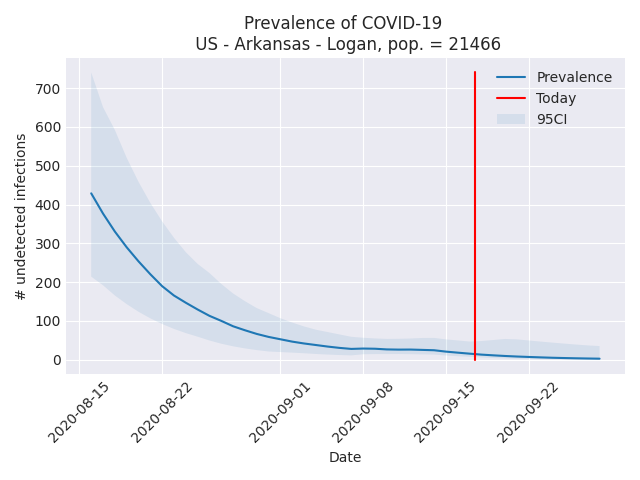 Prevalence of COVID-19
US - Arkansas - Logan, pop. = 21466
Prevalence
Today
95CI
# undetected infections
700
600
500
400
300
200
100
0
2020-08-15
2020-08-22
2020-09-01
2020-09-08
2020-09-15
2020-09-22
Date